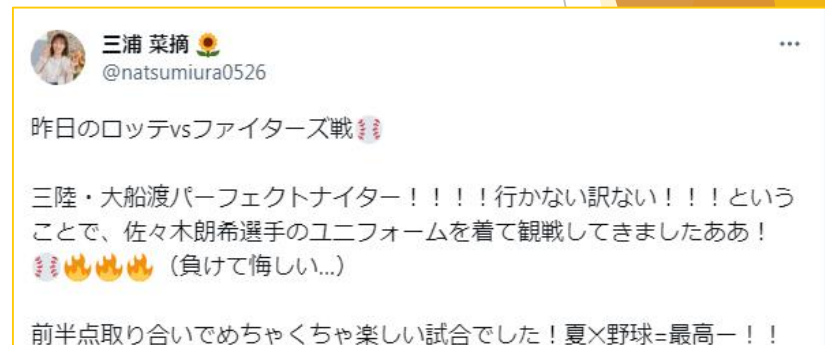 三浦 菜摘 🌻
@natsumiura0526
昨日のロッテvsファイターズ戦⚾
三陸・大船渡パーフェクトナイター！！！！行かない訳ない！！！という
ことで、佐々木朗希選手のユニフォームを着て観戦してきましたああ！
⚾🔥🔥🔥（負けて悔しい...）
前半点取り合いでめちゃくちゃ楽しい試合でした！夏×野球=最高ー！！